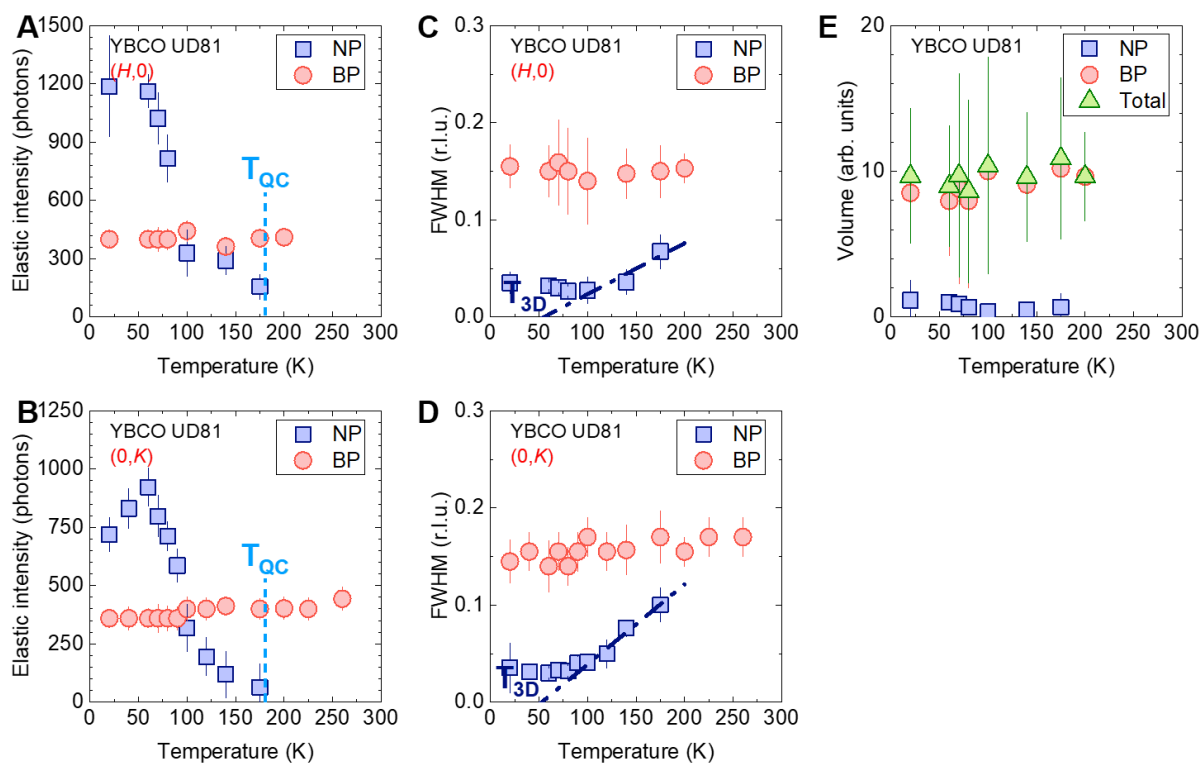 A
YBCO UD81
(H,0)
NP
BP
T_QC
1500
1200
900
600
300
0
Elastic intensity (photons)
0 50 100 150 200 250 300
Temperature (K)
C
YBCO UD81
(H,0)
NP
BP
T_3D
0.3
0.2
0.1
0.0
FWHM (r.l.u.)
0 50 100 150 200 250 300
Temperature (K)
E
YBCO UD81
NP
BP
Total
20
10
0
Volume (arb. units)
0 50 100 150 200 250 300
Temperature (K)
B
YBCO UD81
(0,K)
NP
BP
T_QC
1250
1000
750
500
250
0
Elastic intensity (photons)
0 50 100 150 200 250 300
Temperature (K)
D
YBCO UD81
(0,K)
NP
BP
T_3D
0.3
0.2
0.1
0.0
FWHM (r.l.u.)
0 50 100 150 200 250 300
Temperature (K)